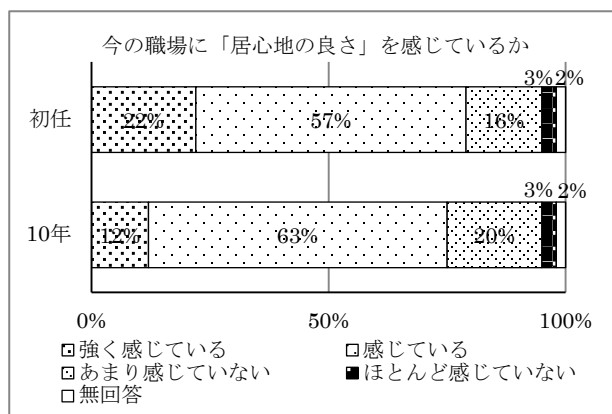 今の職場に「居心地の良さ」を感じているか
3% 2%
初任 22% 57% 16%
3% 2%
10年 12% 63% 20%
0% 50% 100%
強く感じている 感じている
あまり感じていない ほとんど感じていない
無回答